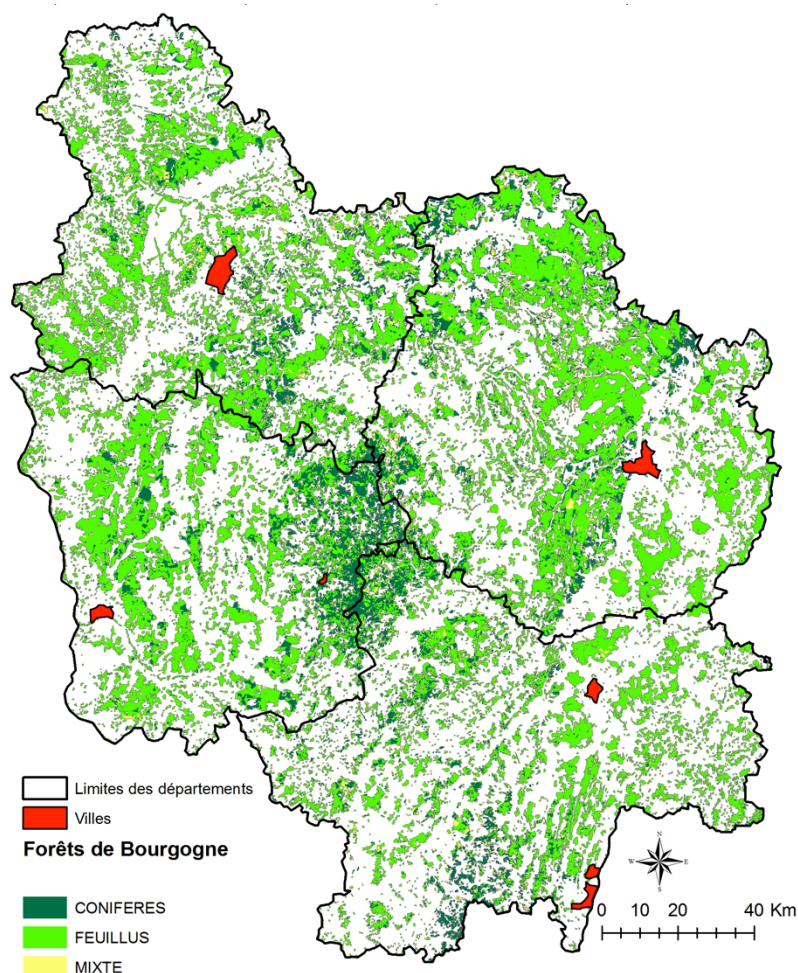 Limites des départements
Villes
Forêts de Bourgogne
CONIFERES
FEUILLUS
MIXTE
N
W E
S
0 10 20 40 Km